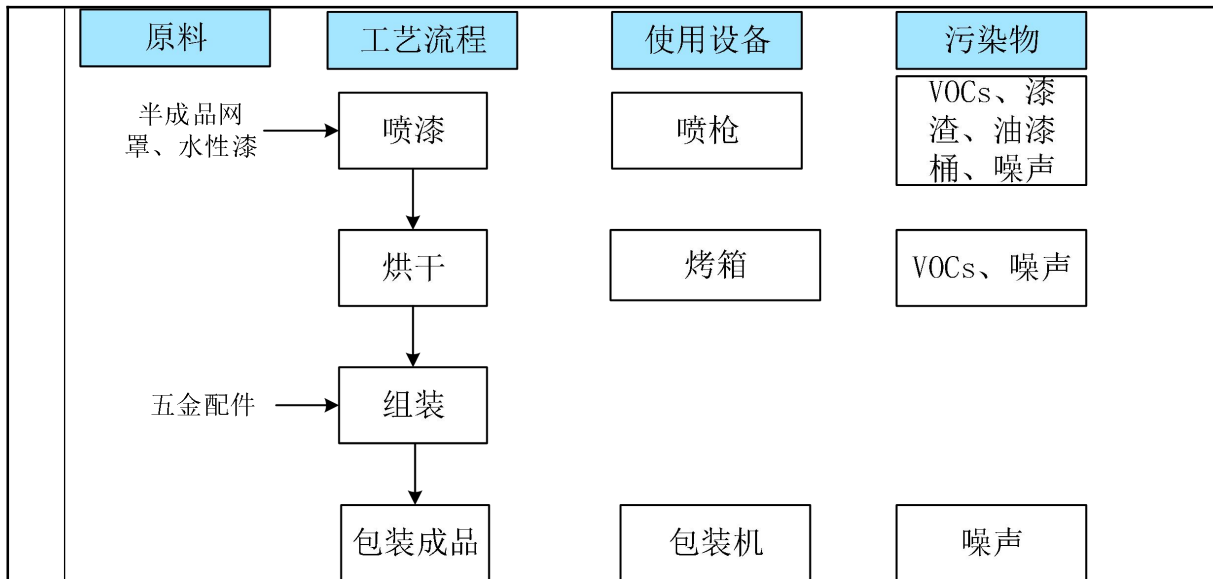 原料
工艺流程
使用设备
污染物
半成品网
罩、水性漆
喷漆
喷枪
VOCs、漆
渣、油漆
桶、噪声
烘干
烤箱
VOCs、噪声
五金配件
组装
包装成品
包装机
噪声